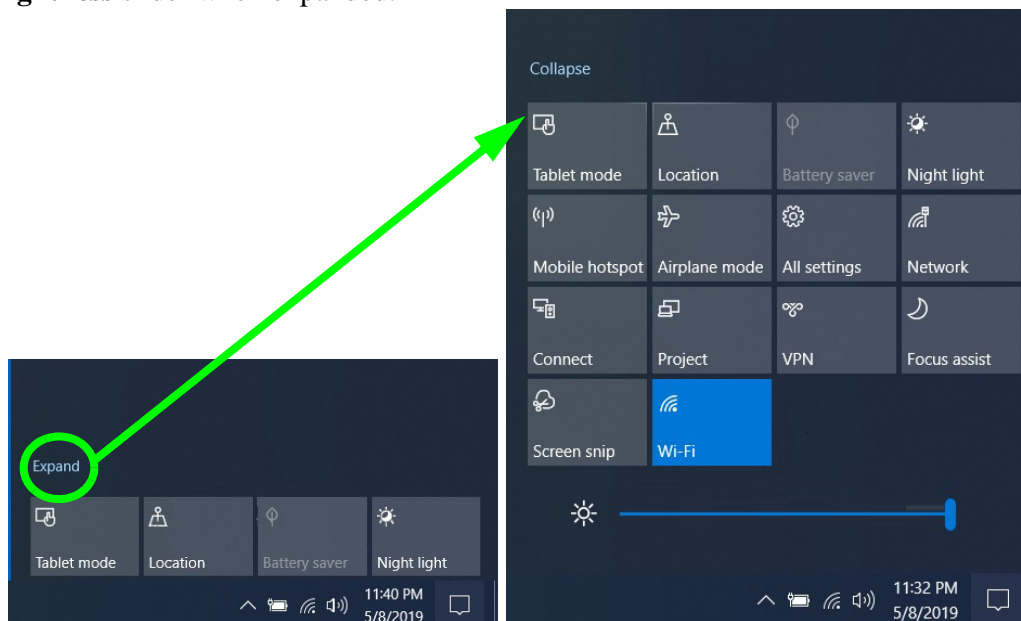 Collapse
Tablet mode Location Battery saver Night light
Mobile hotspot Airplane mode All settings Network
Connect Project VPN Focus assist
Screen snip Wi-Fi
11:32 PM
5/8/2019
Expand
Tablet mode Location Battery saver Night light
11:40 PM
5/8/2019